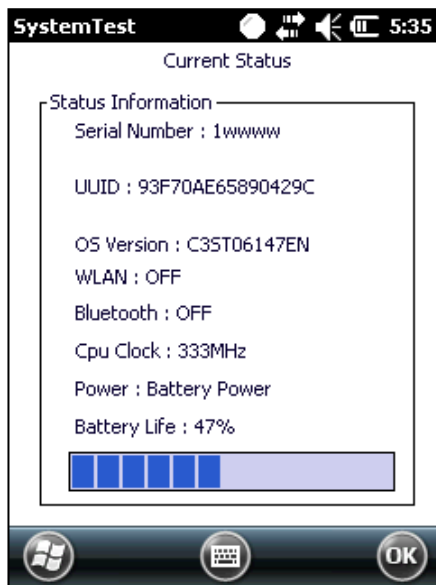 SystemTest 5:35
Current Status
Status Information
Serial Number : 1wwww
UUID : 93F70AE65890429C
OS Version : C35T06147EN
WLAN : OFF
Bluetooth : OFF
Cpu Clock : 333MHz
Power : Battery Power
Battery Life : 47%
OK